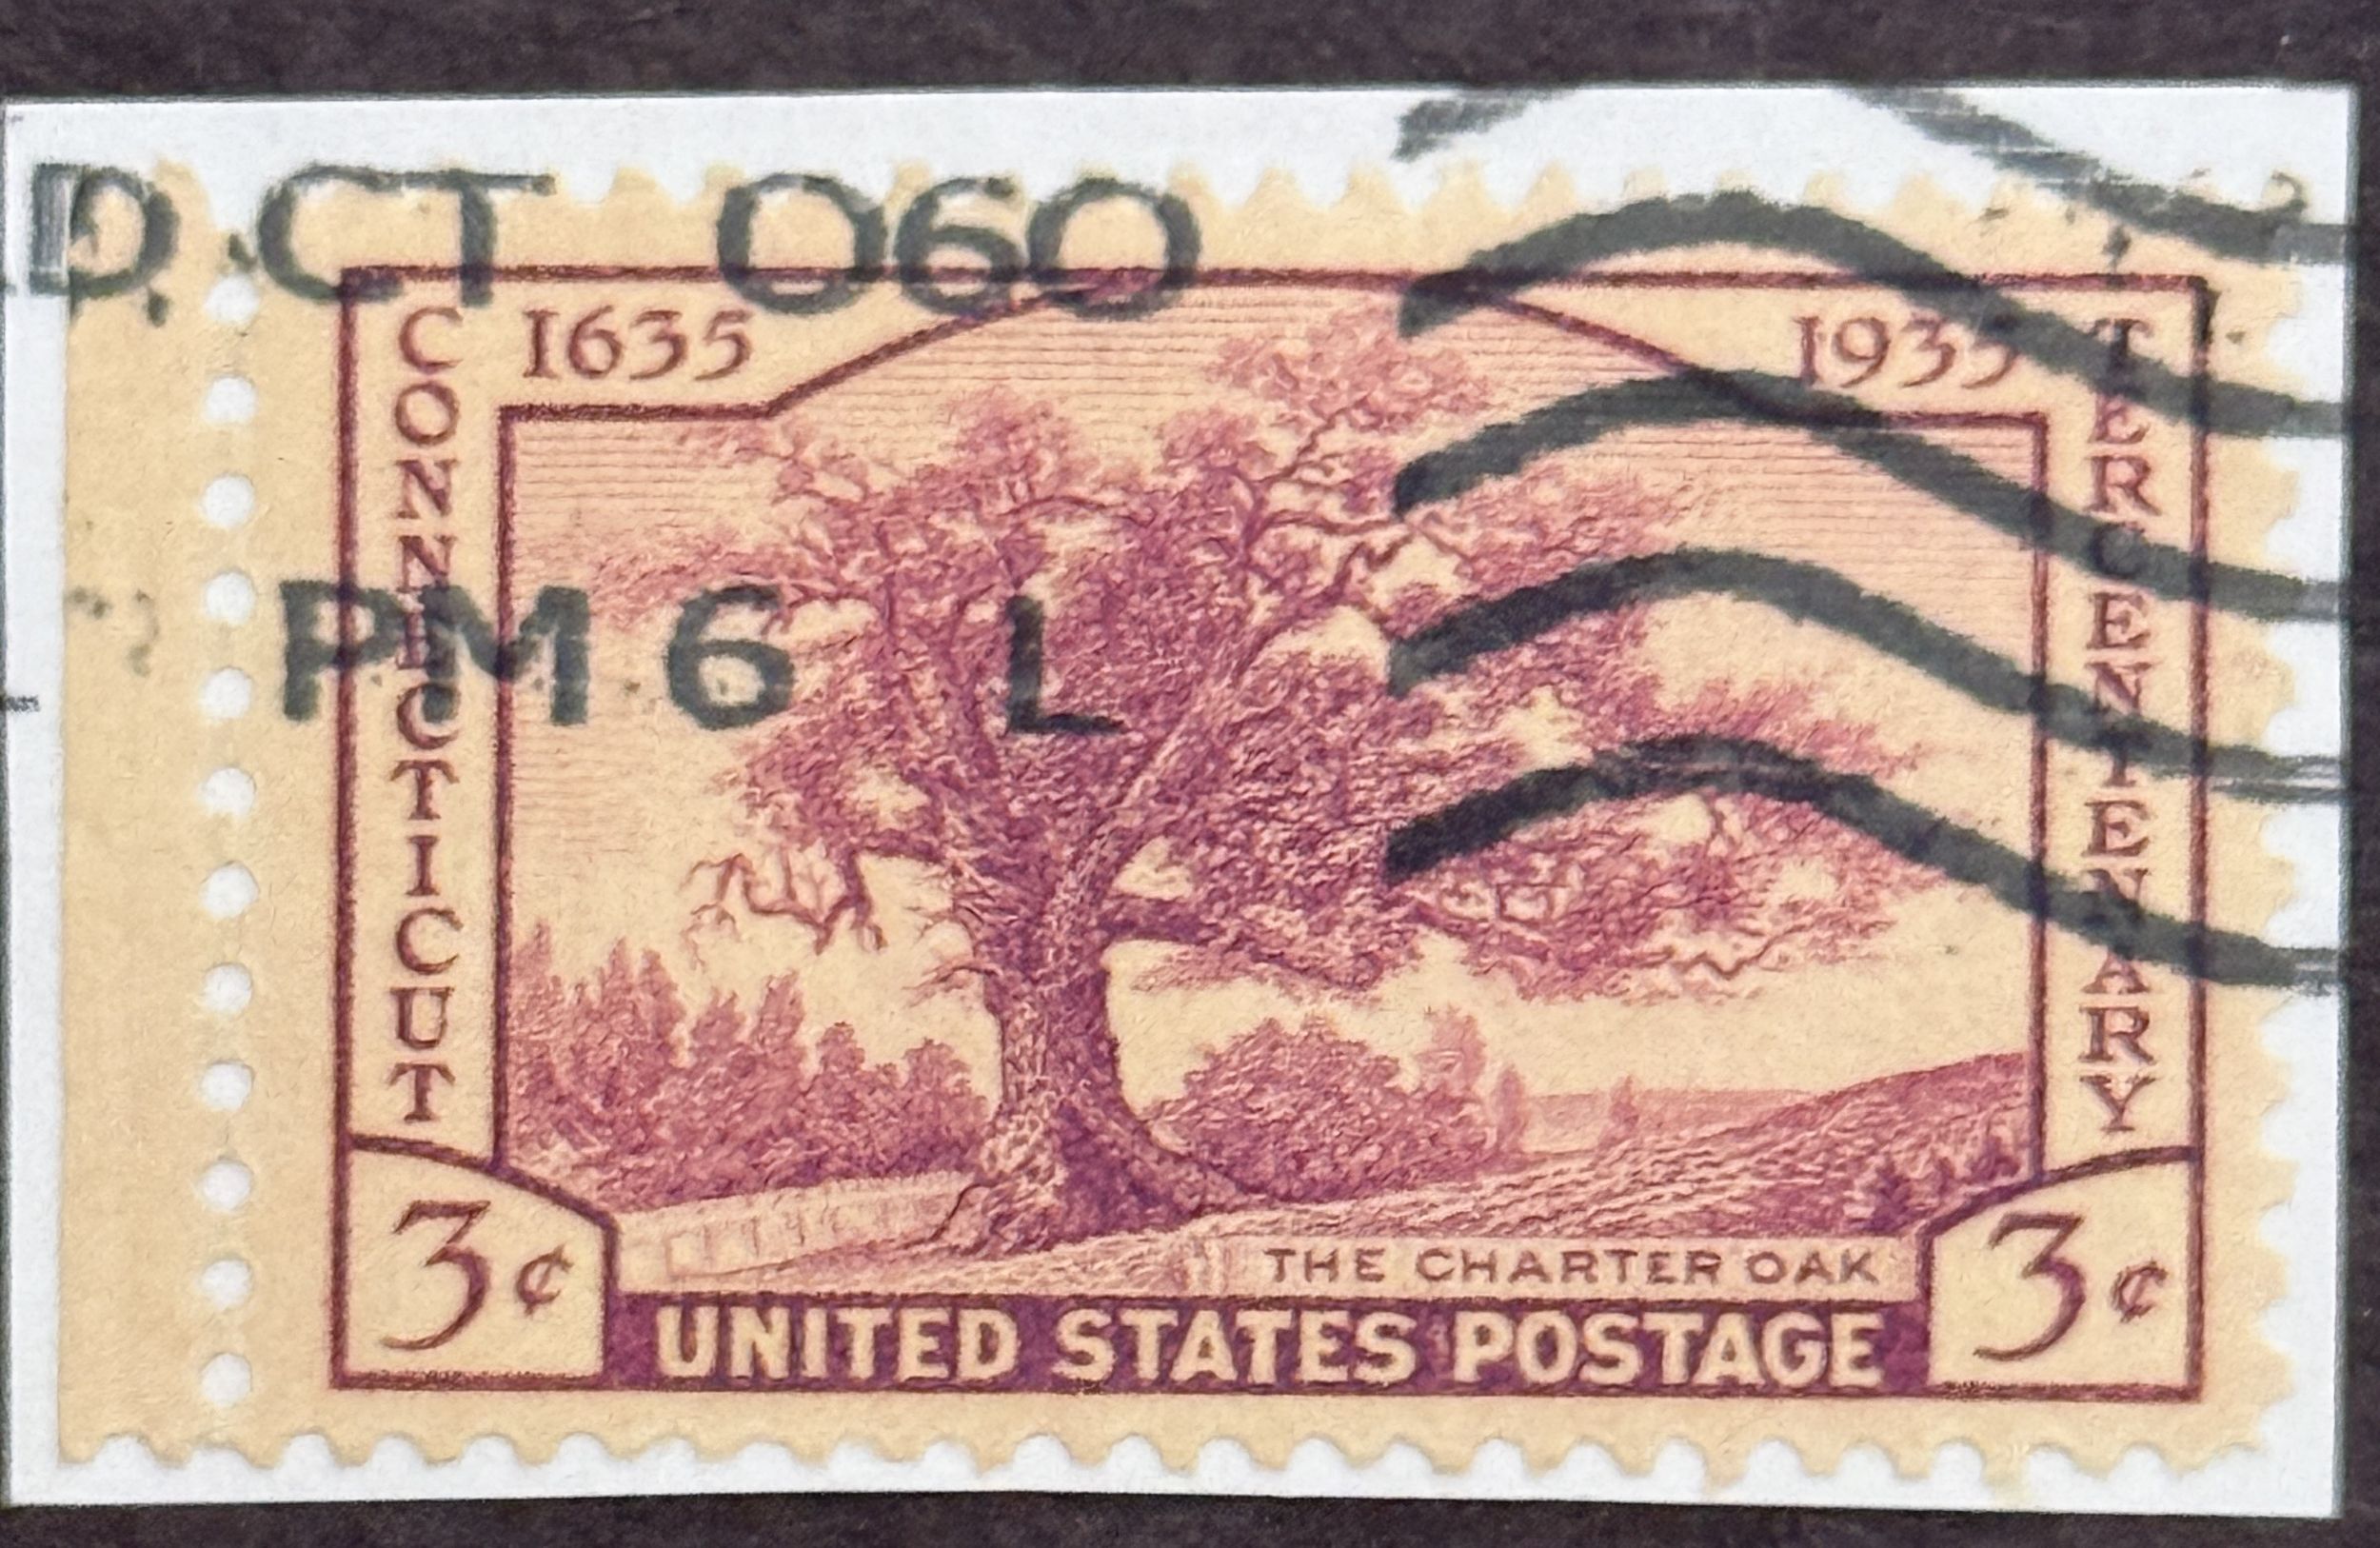 D CT 060
1635 1935
CONNECTICUT
TERCENTENARY
PM 6 L
3¢ 3¢
THE CHARTER OAK
UNITED STATES POSTAGE